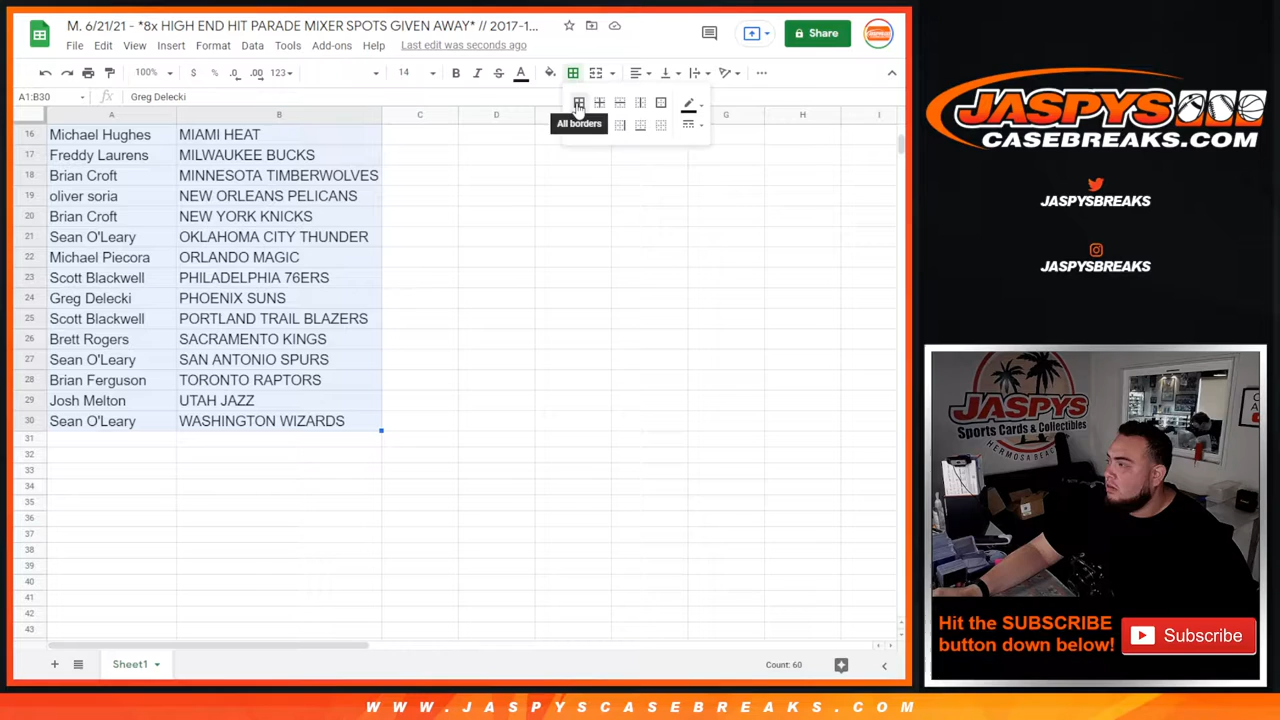 M. 6/21/21 - *8x HIGH END HIT PARADE MIXER SPOTS GIVEN AWAY* // 2017-1...
File Edit View Insert Format Data Tools Add-ons Help Last edit was seconds ago
Share
100% $ % .0 .00 123 14 B I S A
A1:B30 fx Greg Delecki
All borders
A B C D E F G H I
16 Michael Hughes MIAMI HEAT
17 Freddy Laurens MILWAUKEE BUCKS
18 Brian Croft MINNESOTA TIMBERWOLVES
19 oliver soria NEW ORLEANS PELICANS
20 Brian Croft NEW YORK KNICKS
21 Sean O'Leary OKLAHOMA CITY THUNDER
22 Michael Piecora ORLANDO MAGIC
23 Scott Blackwell PHILADELPHIA 76ERS
24 Greg Delecki PHOENIX SUNS
25 Scott Blackwell PORTLAND TRAIL BLAZERS
26 Brett Rogers SACRAMENTO KINGS
27 Sean O'Leary SAN ANTONIO SPURS
28 Brian Ferguson TORONTO RAPTORS
29 Josh Melton UTAH JAZZ
30 Sean O'Leary WASHINGTON WIZARDS
31
32
33
34
35
36
37
38
39
40
41
42
43
Sheet1
Count: 60
JASPYS
CASEBREAKS.COM
JASPYSBREAKS
JASPYSBREAKS
JASPYS
Sports Cards & Collectibles
HERMOSA BEACH
Hit the SUBSCRIBE
button down below!
Subscribe
WWW.JASPYSCASEBREAKS.COM